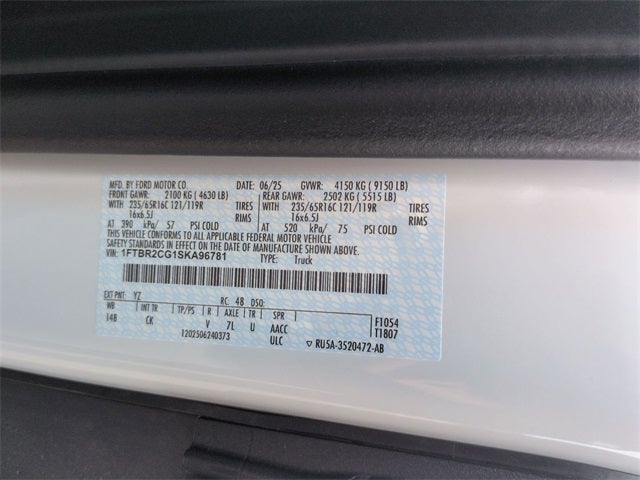 MFD. BY FORD MOTOR CO. DATE: 06/25 GVWR: 4150 KG ( 9150 LB)
FRONT GAWR: 2100 KG ( 4630 LB) REAR GAWR: 2502 KG ( 5515 LB)
WITH 235/65R16C 121/119R TIRES WITH 235/65R16C 121/119R TIRES
16x6.5J RIMS 16x6.5J RIMS
AT 390 kPa/ 57 PSI COLD AT 520 kPa/ 75 PSI COLD
THIS VEHICLE CONFORMS TO ALL APPLICABLE FEDERAL MOTOR VEHICLE
SAFETY STANDARDS IN EFFECT ON THE DATE OF MANUFACTURE SHOWN ABOVE.
VIN: 1FTBR2CG1SKA96781 TYPE: Truck
EXT PNT: YZ RC: 48 DSO:
WB INT TR TP/PS R AXLE TR SPR F1054
148 CK V 7L U AACC T1807
1202506240373 ULC ▽ RU5A-3520472-AB